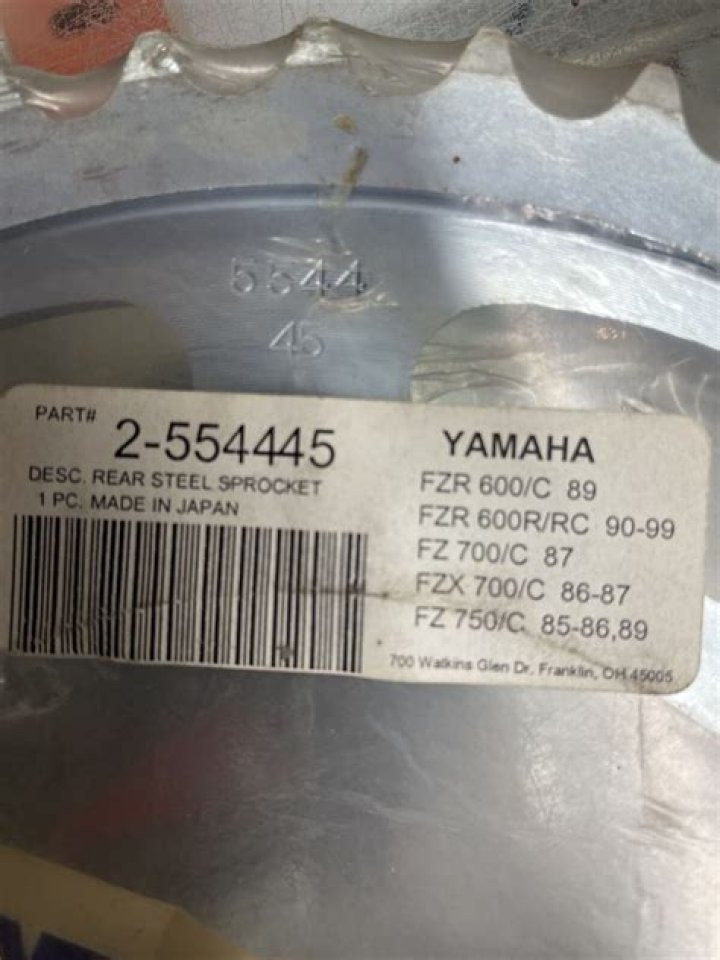 5544
45
PART# 2-554445
DESC. REAR STEEL SPROCKET
1 PC. MADE IN JAPAN
YAMAHA
FZR 600/C 89
FZR 600R/RC 90-99
FZ 700/C 87
FZX 700/C 86-87
FZ 750/C 85-86,89
700 Watkins Glen Dr. Franklin, OH 45005